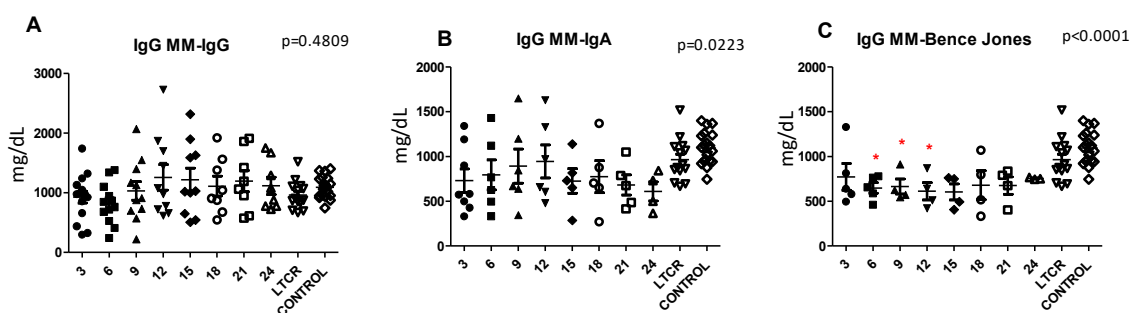 A
IgG MM-IgG
p=0.4809
mg/dL
3000
2000
1000
0
3
6
9
12
15
18
21
24
LTCR
CONTROL
B
IgG MM-IgA
p=0.0223
mg/dL
2000
1500
1000
500
0
3
6
9
12
15
18
21
24
LTCR
CONTROL
C
IgG MM-Bence Jones
p<0.0001
mg/dL
2000
1500
1000
500
0
* * *
3
6
9
12
15
18
21
24
LTCR
CONTROL